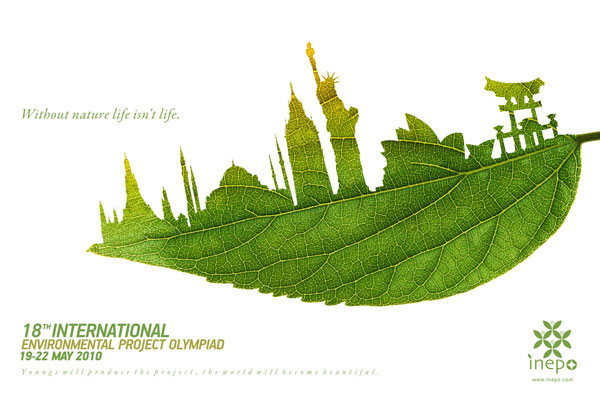 Without nature life isn't life.
18TH INTERNATIONAL
ENVIRONMENTAL PROJECT OLYMPIAD
19-22 MAY 2010
Youngs will produce the project, the world will become beautiful.
inepo
www.inepo.com